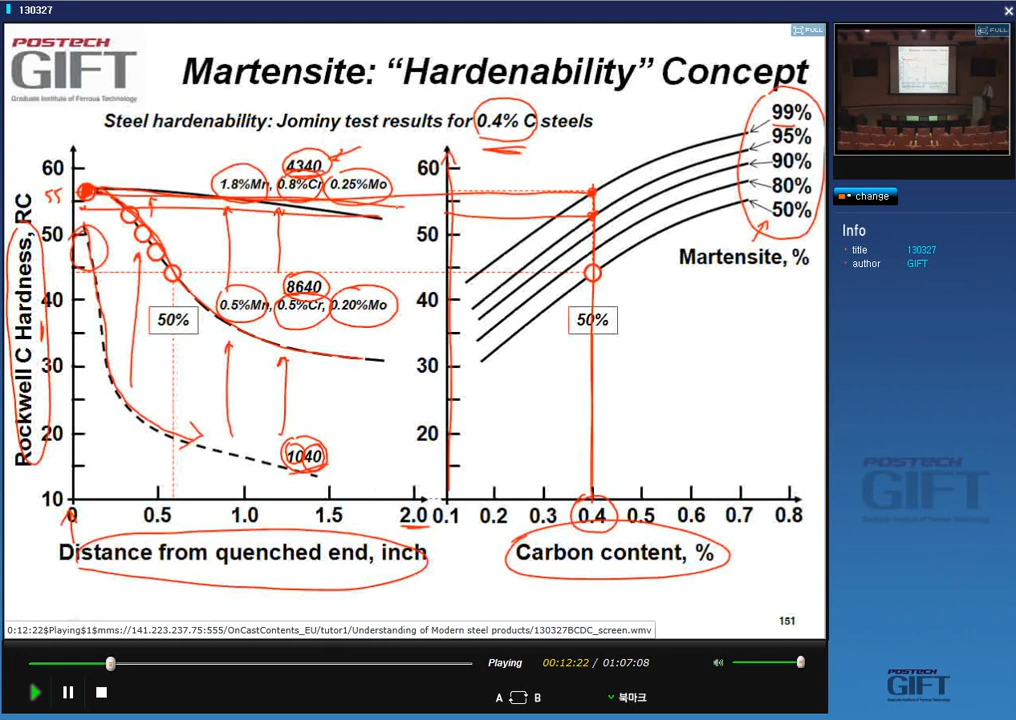 130327
POSTECH
GIFT
Graduate Institute of Ferrous Technology
FULL
Martensite: “Hardenability” Concept
Steel hardenability: Jominy test results for 0.4% C steels
60
55
50
40
30
20
10
Rockwell C Hardness, RC
4340
1.8%Mn, 0.8%Cr, 0.25%Mo
8640
0.5%Mn, 0.5%Cr, 0.20%Mo
50%
1040
0 0.5 1.0 1.5 2.0
Distance from quenched end, inch
60
50
40
30
20
10
99%
95%
90%
80%
50%
Martensite, %
50%
0.1 0.2 0.3 0.4 0.5 0.6 0.7 0.8
Carbon content, %
151
0:12:22$Playing$1$mms://141.223.237.75:555/OnCastContents_EU/tutor1/Understanding of Modern steel products/130327BCDC_screen.wmv
Playing 00:12:22 / 01:07:08
A B 북마크
FULL
change
Info
title 130327
author GIFT
POSTECH
GIFT
POSTECH
GIFT